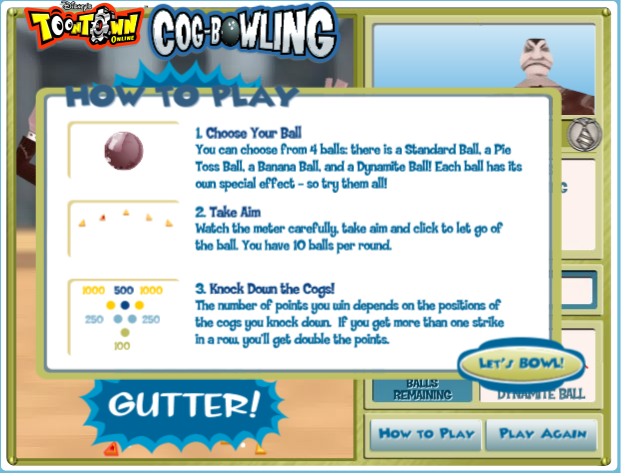 Disney's
TOONTOWN
ONLINE
COG-BOWLING
HOW TO PLAY
1. Choose Your Ball
You can choose from 4 balls: there is a Standard Ball, a Pie
Toss Ball, a Banana Ball, and a Dynamite Ball! Each ball has its
own special effect - so try them all!
2. Take Aim
Watch the meter carefully, take aim and click to let go of
the ball. You have 10 balls per round.
1000 500 1000
250 250
100
3. Knock Down the Cogs!
The number of points you win depends on the positions of
the cogs you knock down. If you get more than one strike
in a row, you'll get double the points.
LET'S BOWL!
BALLS
REMAINING
DYNAMITE BALL
GUTTER!
HOW TO PLAY
PLAY AGAIN